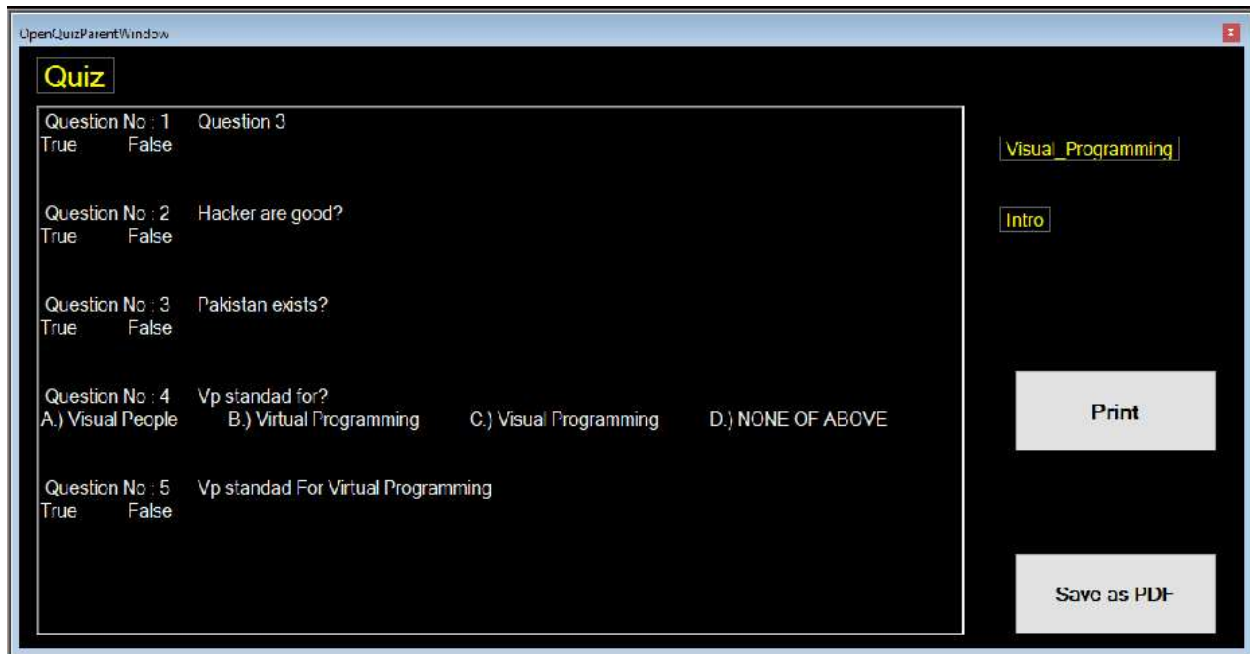 OpenQuizParentWindow
Quiz
Question No : 1 Question 3
True False
Question No : 2 Hacker are good?
True False
Question No : 3 Pakistan exists?
True False
Question No : 4 Vp standad for?
A.) Visual People B.) Virtual Programming C.) Visual Programming D.) NONE OF ABOVE
Question No : 5 Vp standad For Virtual Programming
True False
Visual_Programming
Intro
Print
Save as PDF